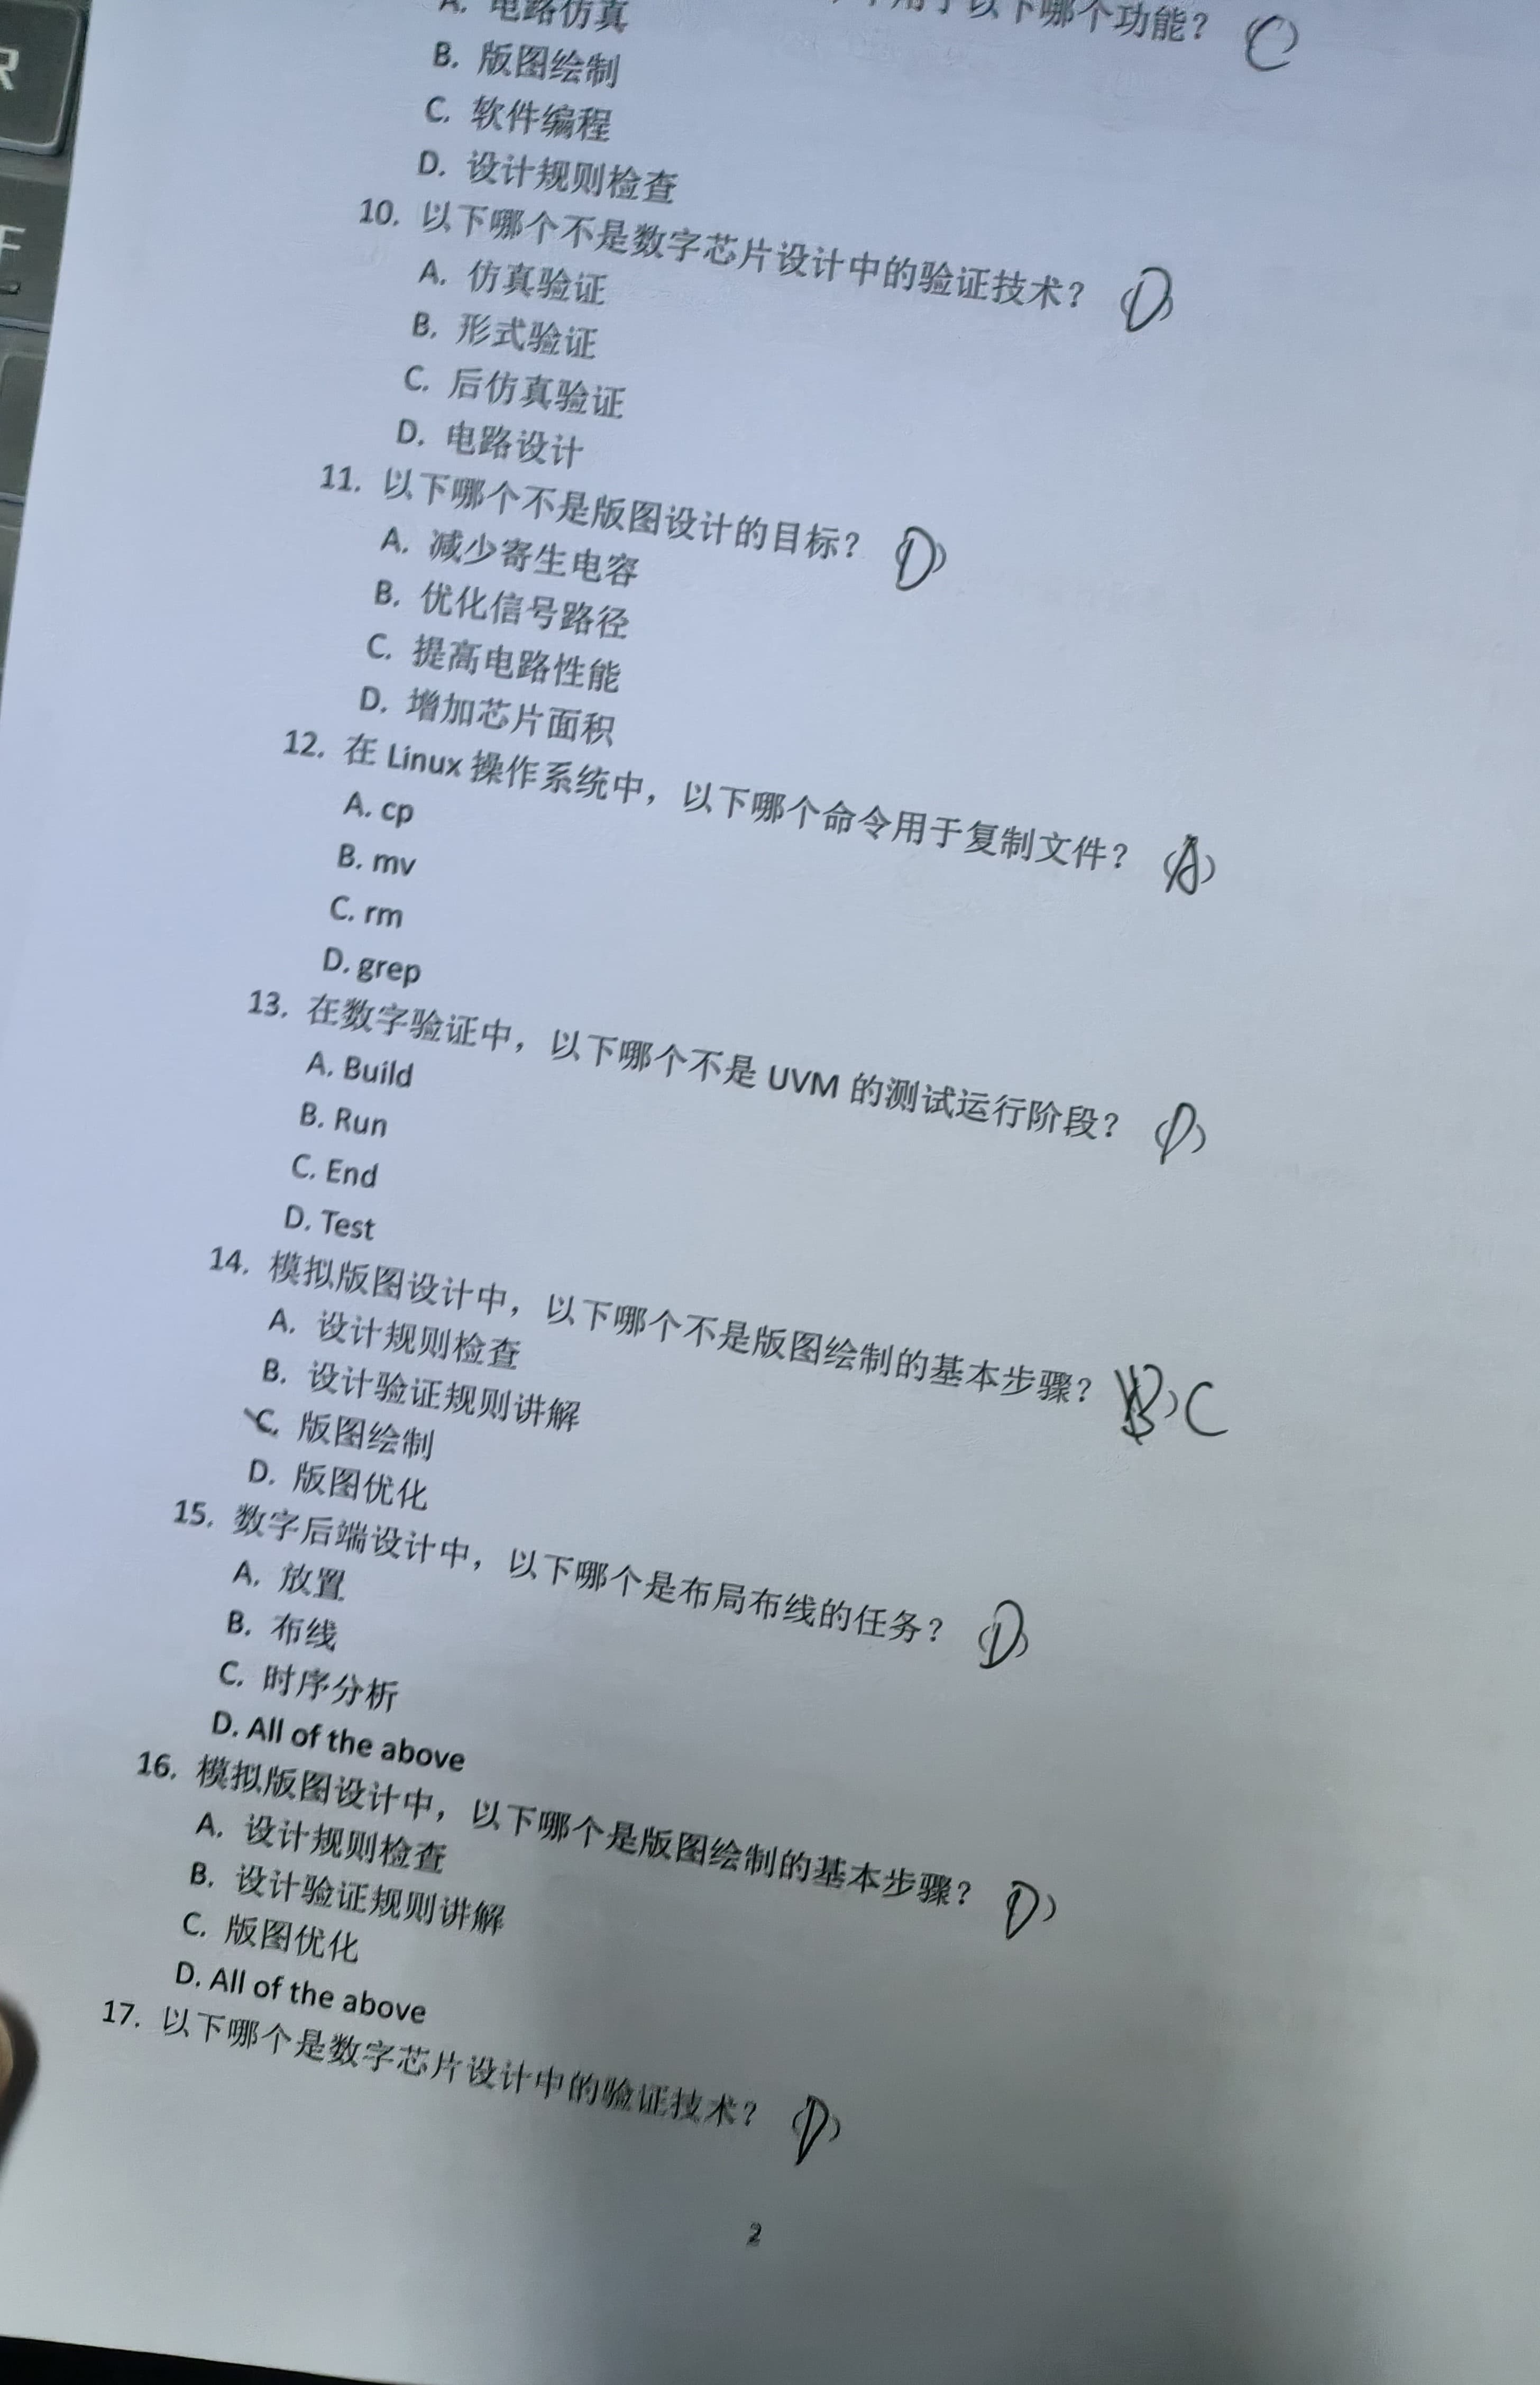 用于以下哪个功能？ C
A. 电路仿真
B. 版图绘制
C. 软件编程
D. 设计规则检查
10. 以下哪个不是数字芯片设计中的验证技术？ (D)
A. 仿真验证
B. 形式验证
C. 后仿真验证
D. 电路设计
11. 以下哪个不是版图设计的目标？ (D)
A. 减少寄生电容
B. 优化信号路径
C. 提高电路性能
D. 增加芯片面积
12. 在 Linux 操作系统中，以下哪个命令用于复制文件？ (A)
A. cp
B. mv
C. rm
D. grep
13. 在数字验证中，以下哪个不是 UVM 的测试运行阶段？ (D)
A. Build
B. Run
C. End
D. Test
14. 模拟版图设计中，以下哪个不是版图绘制的基本步骤？ B) C
A. 设计规则检查
B. 设计验证规则讲解
C. 版图绘制
D. 版图优化
15. 数字后端设计中，以下哪个是布局布线的任务？ (D)
A. 放置
B. 布线
C. 时序分析
D. All of the above
16. 模拟版图设计中，以下哪个是版图绘制的基本步骤？ (D)
A. 设计规则检查
B. 设计验证规则讲解
C. 版图优化
D. All of the above
17. 以下哪个是数字芯片设计中的验证技术？ (D)
2